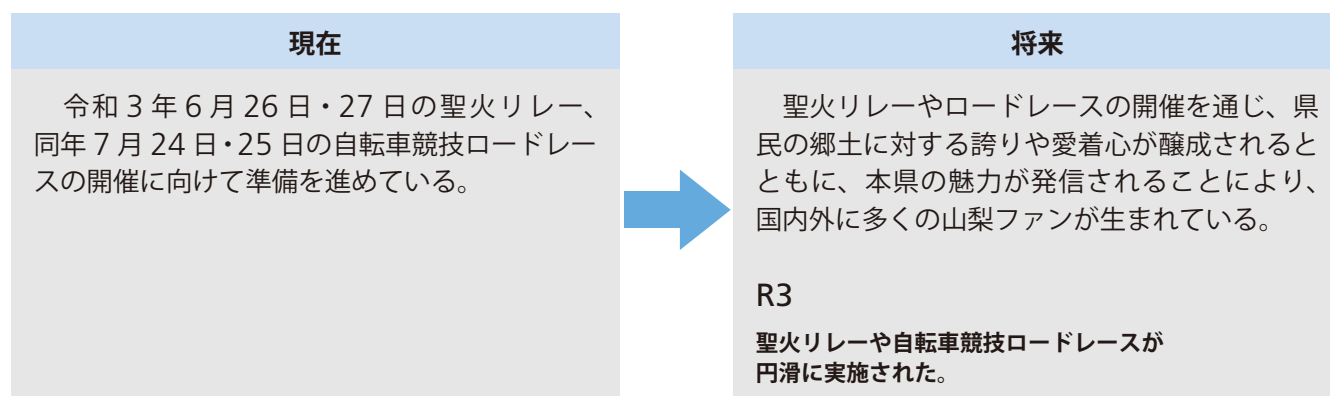 現在
令和 3 年 6 月 26 日・27 日の聖火リレー、
同年 7 月 24 日・25 日の自転車競技ロードレー
スの開催に向けて準備を進めている。
将来
聖火リレーやロードレースの開催を通じ、県
民の郷土に対する誇りや愛着心が醸成されると
ともに、本県の魅力が発信されることにより、
国内外に多くの山梨ファンが生まれている。
R3
聖火リレーや自転車競技ロードレースが
円滑に実施された。